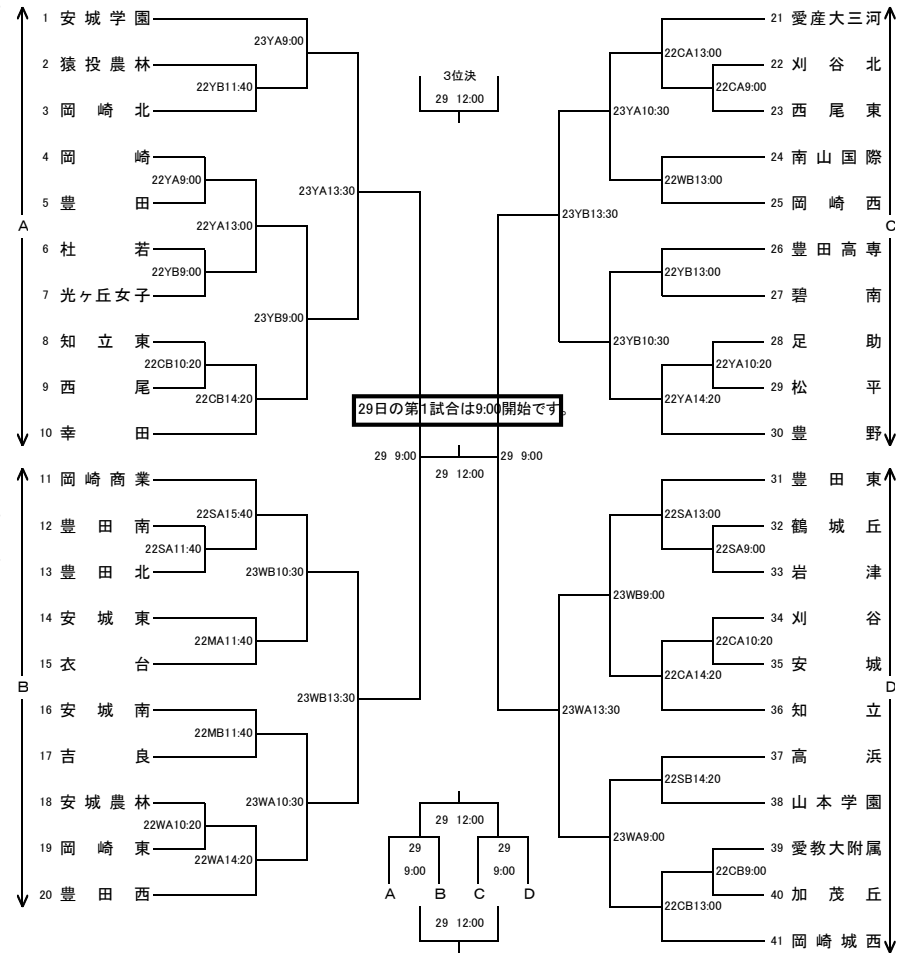 1 安城学園
23YA9:00
2 猿投農林
22YB11:40
3 岡崎北
4 岡崎
22YA9:00
23YA13:30
5 豊田
22YA13:00
A
6 杜若
22YB9:00
7 光ヶ丘女子
23YB9:00
8 知立東
22CB10:20
9 西尾
22CB14:20
10 幸田
3位決
29 12:00
21 愛産大三河
22CA13:00
22 刈谷北
22CA9:00
23 西尾東
23YA10:30
24 南山国際
22WB13:00
25 岡崎西
23YB13:30
C
26 豊田高専
22YB13:00
27 碧南
23YB10:30
28 足助
22YA10:20
29 松平
22YA14:20
30 豊野
29日の第1試合は9:00開始です。
29 9:00
29 12:00
29 9:00
11 岡崎商業
22SA15:40
12 豊田南
22SA11:40
13 豊田北
23WB10:30
14 安城東
22MA11:40
15 衣台
B
23WB13:30
16 安城南
22MB11:40
17 吉良
18 安城農林
23WA10:30
22WA10:20
19 岡崎東
22WA14:20
20 豊田西
31 豊田東
22SA13:00
32 鶴城丘
22SA9:00
33 岩津
23WB9:00
34 刈谷
22CA10:20
35 安城
22CA14:20
D
36 知立
23WA13:30
37 高浜
22SB14:20
38 山本学園
23WA9:00
39 愛教大附属
22CB9:00
40 加茂丘
22CB13:00
41 岡崎城西
29 12:00
29
9:00
29
9:00
A B C D
29 12:00